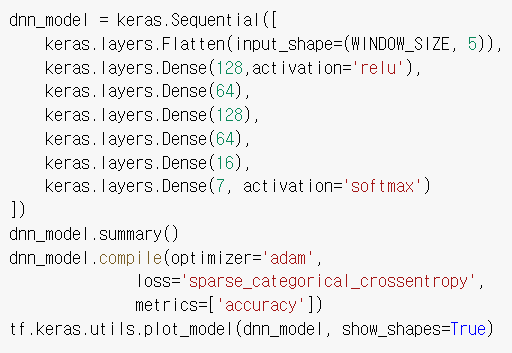 dnn_model = keras.Sequential([
    keras.layers.Flatten(input_shape=(WINDOW_SIZE, 5)),
    keras.layers.Dense(128,activation='relu'),
    keras.layers.Dense(64),
    keras.layers.Dense(128),
    keras.layers.Dense(64),
    keras.layers.Dense(16),
    keras.layers.Dense(7, activation='softmax')
])
dnn_model.summary()
dnn_model.compile(optimizer='adam',
              loss='sparse_categorical_crossentropy',
              metrics=['accuracy'])
tf.keras.utils.plot_model(dnn_model, show_shapes=True)